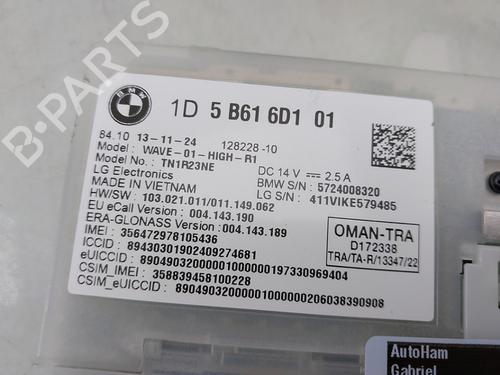 BMW
1D 5 B61 6D1 01
84.10 13-11-24 128228-10
Model : WAVE-01-HIGH-R1
Model No. : TN1R23NE
DC 14 V 2.5 A
LG Electronics
BMW S/N : 5724008320
MADE IN VIETNAM
LG S/N : 411VIKE579485
HW/SW : 103.021.011/011.149.062
EU eCall Version : 004.143.190
ERA-GLONASS Version : 004.143.189
IMEI : 356472978105436
ICCID : 89430301902409274681
eUICCID : 89049032000001000000197330969404
CSIM_IMEI : 358839458100228
CSIM_eUICCID : 89049032000001000000206038390908
OMAN-TRA
D172338
TRA/TA-R/13347/22
AutoHam
Gabriel